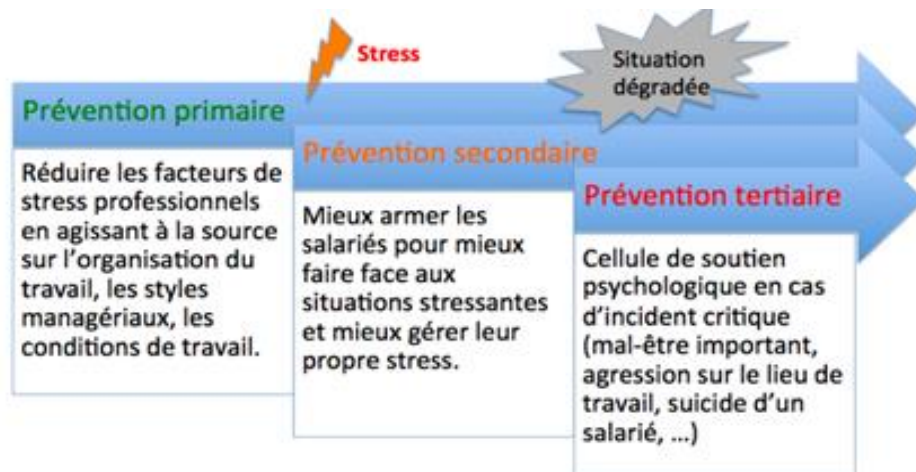 Stress
Situation
dégradée
Prévention primaire
Réduire les facteurs de
stress professionnels
en agissant à la source
sur l'organisation du
travail, les styles
managériaux, les
conditions de travail.
Prévention secondaire
Mieux armer les
salariés pour mieux
faire face aux
situations stressantes
et mieux gérer leur
propre stress.
Prévention tertiaire
Cellule de soutien
psychologique en cas
d'incident critique
(mal-être important,
agression sur le lieu de
travail, suicide d'un
salarié, ...)